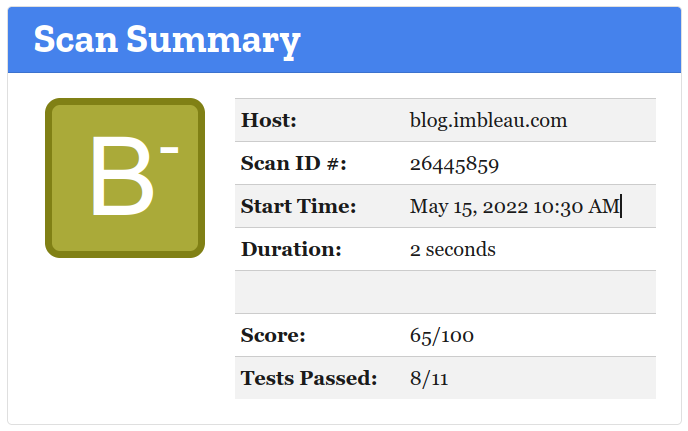 Scan Summary
B-
Host: blog.imbleau.com
Scan ID #: 26445859
Start Time: May 15, 2022 10:30 AM
Duration: 2 seconds
Score: 65/100
Tests Passed: 8/11